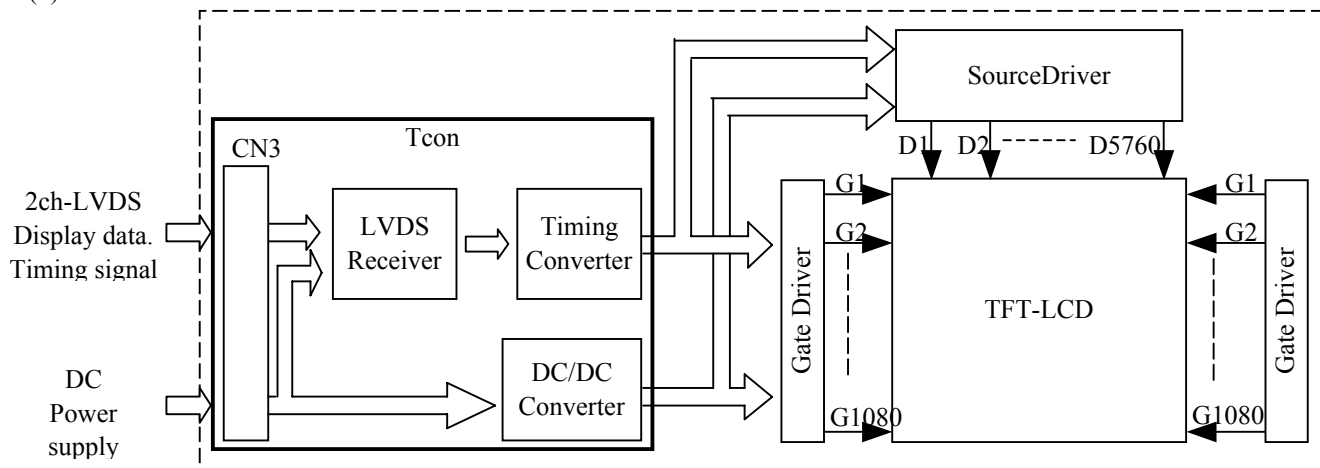 SourceDriver
Tcon
CN3
D1
D2
D5760
2ch-LVDS
Display data.
Timing signal
LVDS
Receiver
Timing
Converter
Gate Driver
G1
G2
G1080
TFT-LCD
G1
G2
G1080
Gate Driver
DC
Power
supply
DC/DC
Converter